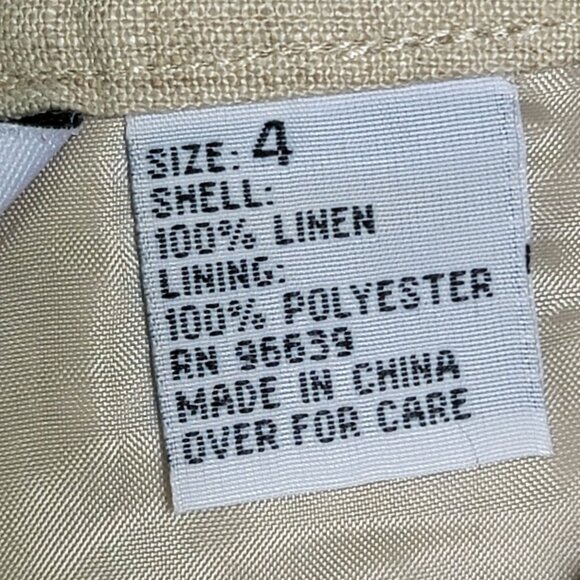 SIZE: 4
SHELL:
100% LINEN
LINING:
100% POLYESTER
RN 96639
MADE IN CHINA
OVER FOR CARE